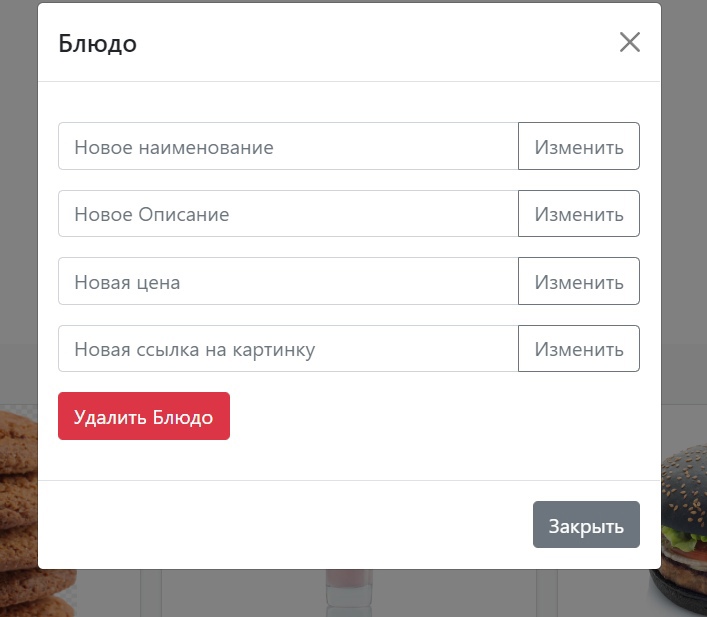 Блюдо
Новое наименование Изменить
Новое Описание Изменить
Новая цена Изменить
Новая ссылка на картинку Изменить
Удалить Блюдо
Закрыть